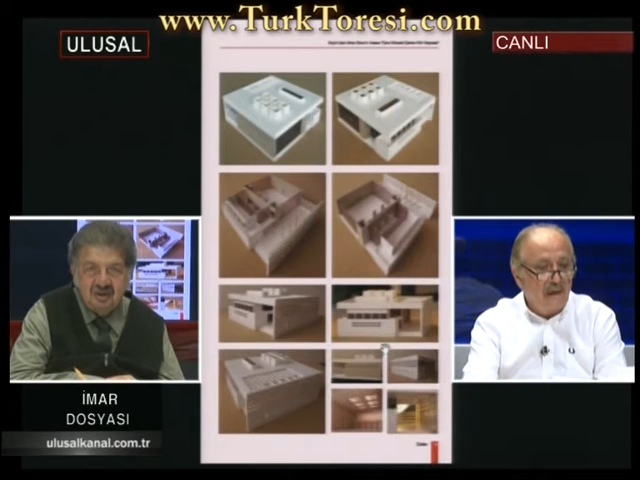 www.TurkToresi.com
ULUSAL
CANLI
İMAR
DOSYASI
ulusalkanal.com.tr